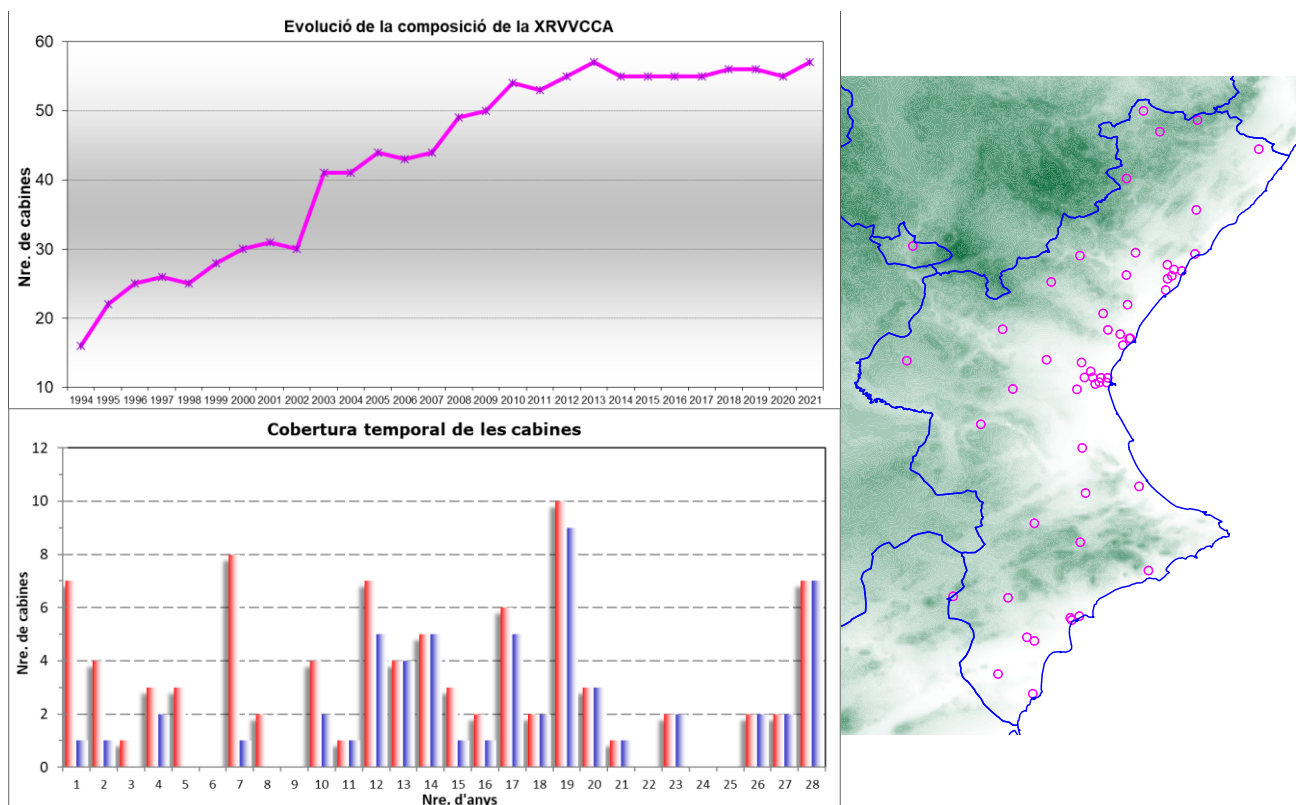 Evolució de la composició de la XRVVCCA
Nre. de cabines
60
50
40
30
20
10
1994 1995 1996 1997 1998 1999 2000 2001 2002 2003 2004 2005 2006 2007 2008 2009 2010 2011 2012 2013 2014 2015 2016 2017 2018 2019 2020 2021
Cobertura temporal de les cabines
Nre. de cabines
12
10
8
6
4
2
0
1 2 3 4 5 6 7 8 9 10 11 12 13 14 15 16 17 18 19 20 21 22 23 24 25 26 27 28
Nre. d'anys